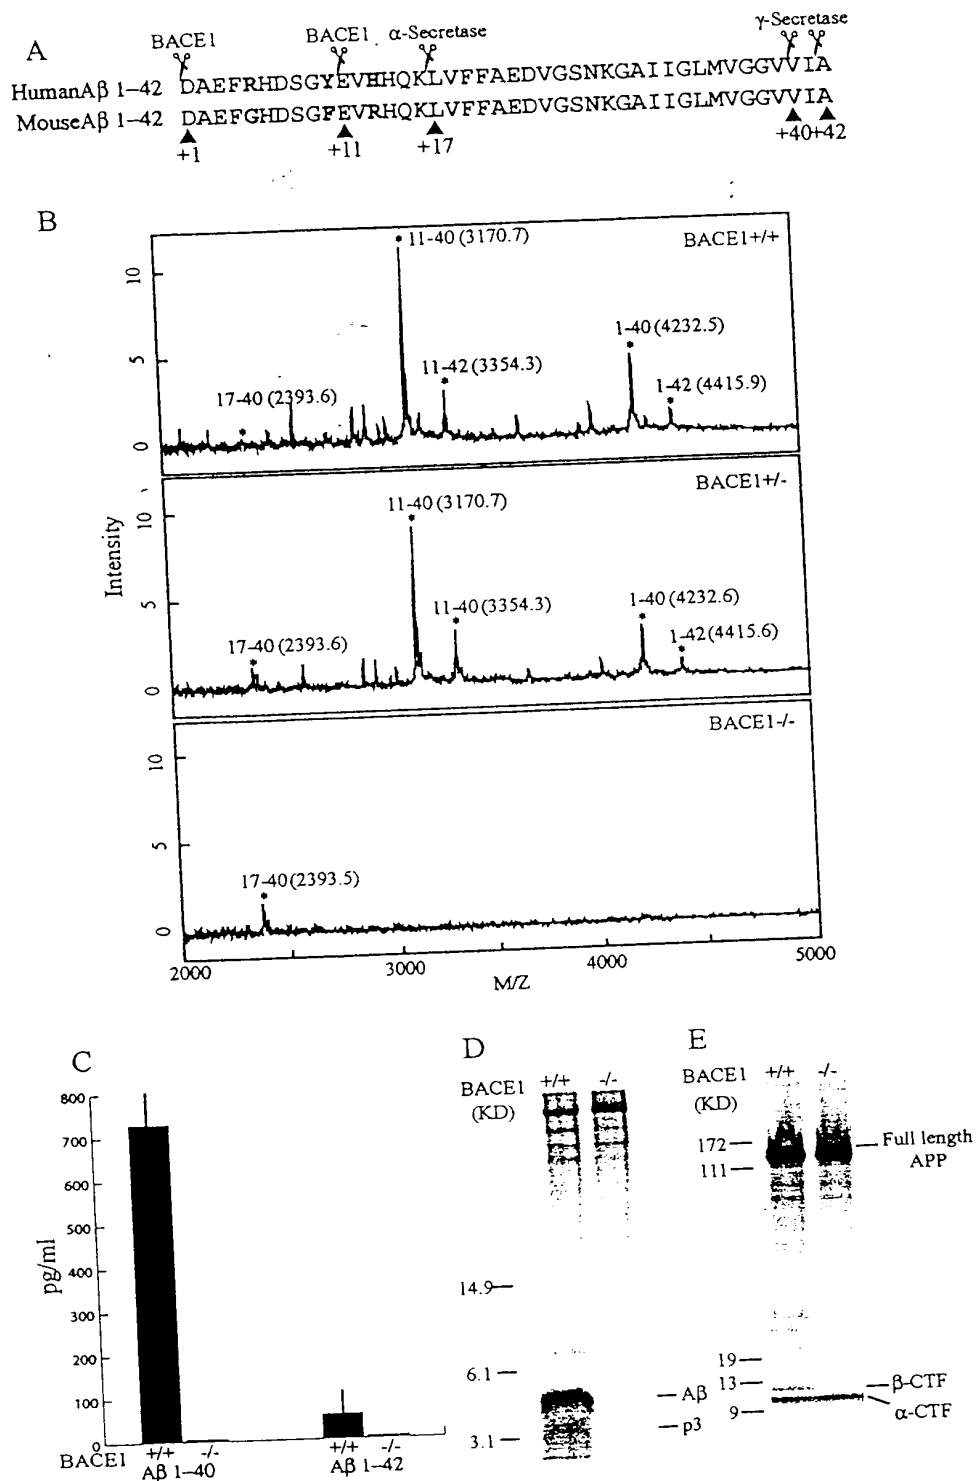 A
BACE1 BACE1 α-Secretase γ-Secretase
HumanAβ 1–42 DAEFRHDSGYEVHHQKLVFFAEDVGSNKGAIIGLMVGGVVIA
MouseAβ 1–42 DAEFGHDSGFEVRHQKLVFFAEDVGSNKGAIIGLMVGGVVIA
+1 +11 +17 +40 +42
B
Intensity
BACE1+/+
10
5
0
* 11-40 (3170.7)
17-40 (2393.6)
*
11-42 (3354.3)
*
1-40 (4232.5)
*
1-42 (4415.9)
*
BACE1+/-
10
5
0
11-40 (3170.7)
*
17-40 (2393.6)
*
11-40 (3354.3)
*
1-40 (4232.6)
*
1-42 (4415.6)
*
BACE1-/-
10
5
0
17-40 (2393.5)
*
2000 3000 4000 5000
M/Z
C
pg/ml
800
700
600
500
400
300
200
100
0
BACE1 +/+ -/- +/+ -/-
Aβ 1–40 Aβ 1–42
D
BACE1 +/+ -/-
(KD)
14.9
6.1
3.1
Aβ
p3
E
BACE1 +/+ -/-
(KD)
172
111
19
13
9
Full length
APP
β-CTF
α-CTF